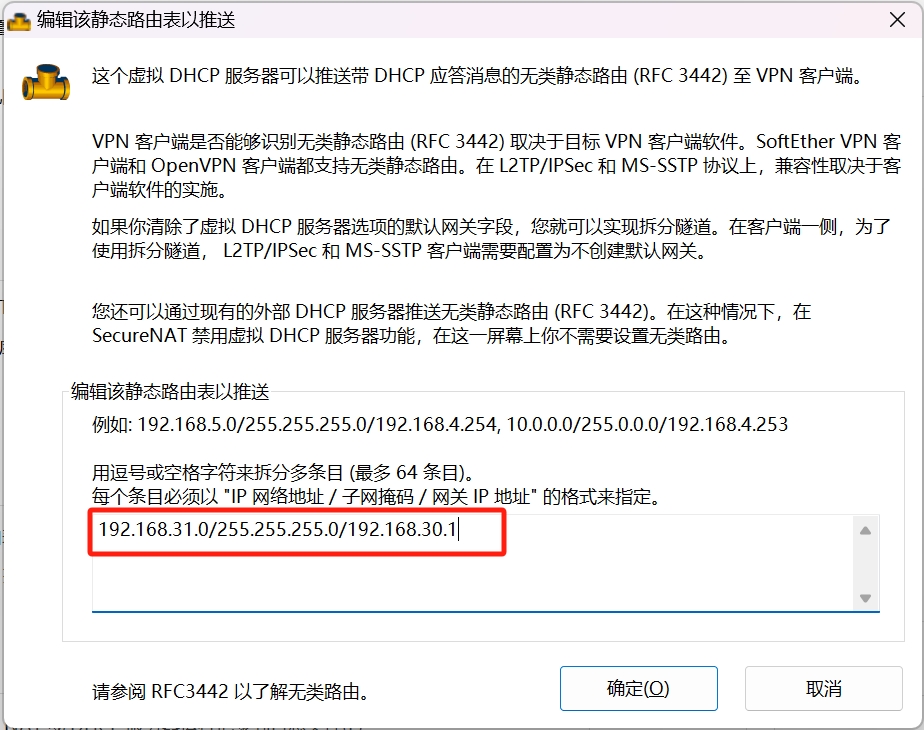 编辑该静态路由表以推送
这个虚拟 DHCP 服务器可以推送带 DHCP 应答消息的无类静态路由 (RFC 3442) 至 VPN 客户端。
VPN 客户端是否能够识别无类静态路由 (RFC 3442) 取决于目标 VPN 客户端软件。SoftEther VPN 客
户端和 OpenVPN 客户端都支持无类静态路由。在 L2TP/IPSec 和 MS-SSTP 协议上，兼容性取决于客
户端软件的实施。
如果你清除了虚拟 DHCP 服务器选项的默认网关字段，您就可以实现拆分隧道。在客户端一侧，为了
使用拆分隧道， L2TP/IPSec 和 MS-SSTP 客户端需要配置为不创建默认网关。
您还可以通过现有的外部 DHCP 服务器推送无类静态路由 (RFC 3442)。在这种情况下，在
SecureNAT 禁用虚拟 DHCP 服务器功能，在这一屏幕上你不需要设置无类路由。
编辑该静态路由表以推送
例如: 192.168.5.0/255.255.255.0/192.168.4.254, 10.0.0.0/255.0.0.0/192.168.4.253
用逗号或空格字符来拆分多条目 (最多 64 条目)。
每个条目必须以 "IP 网络地址 / 子网掩码 / 网关 IP 地址" 的格式来指定。
192.168.31.0/255.255.255.0/192.168.30.1
请参阅 RFC3442 以了解无类路由。
确定(O)
取消